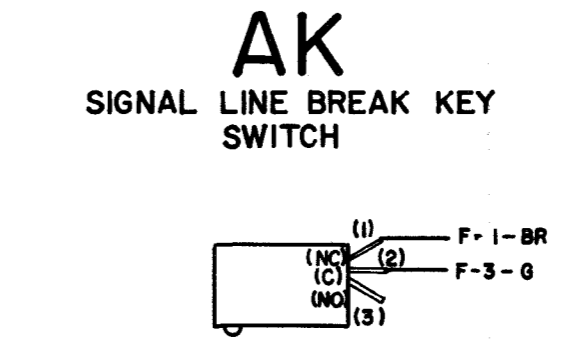 AK
SIGNAL LINE BREAK KEY
SWITCH
(1)
F-1-BR
(NC)
(2)
(C)
F-3-G
(NO)
(3)